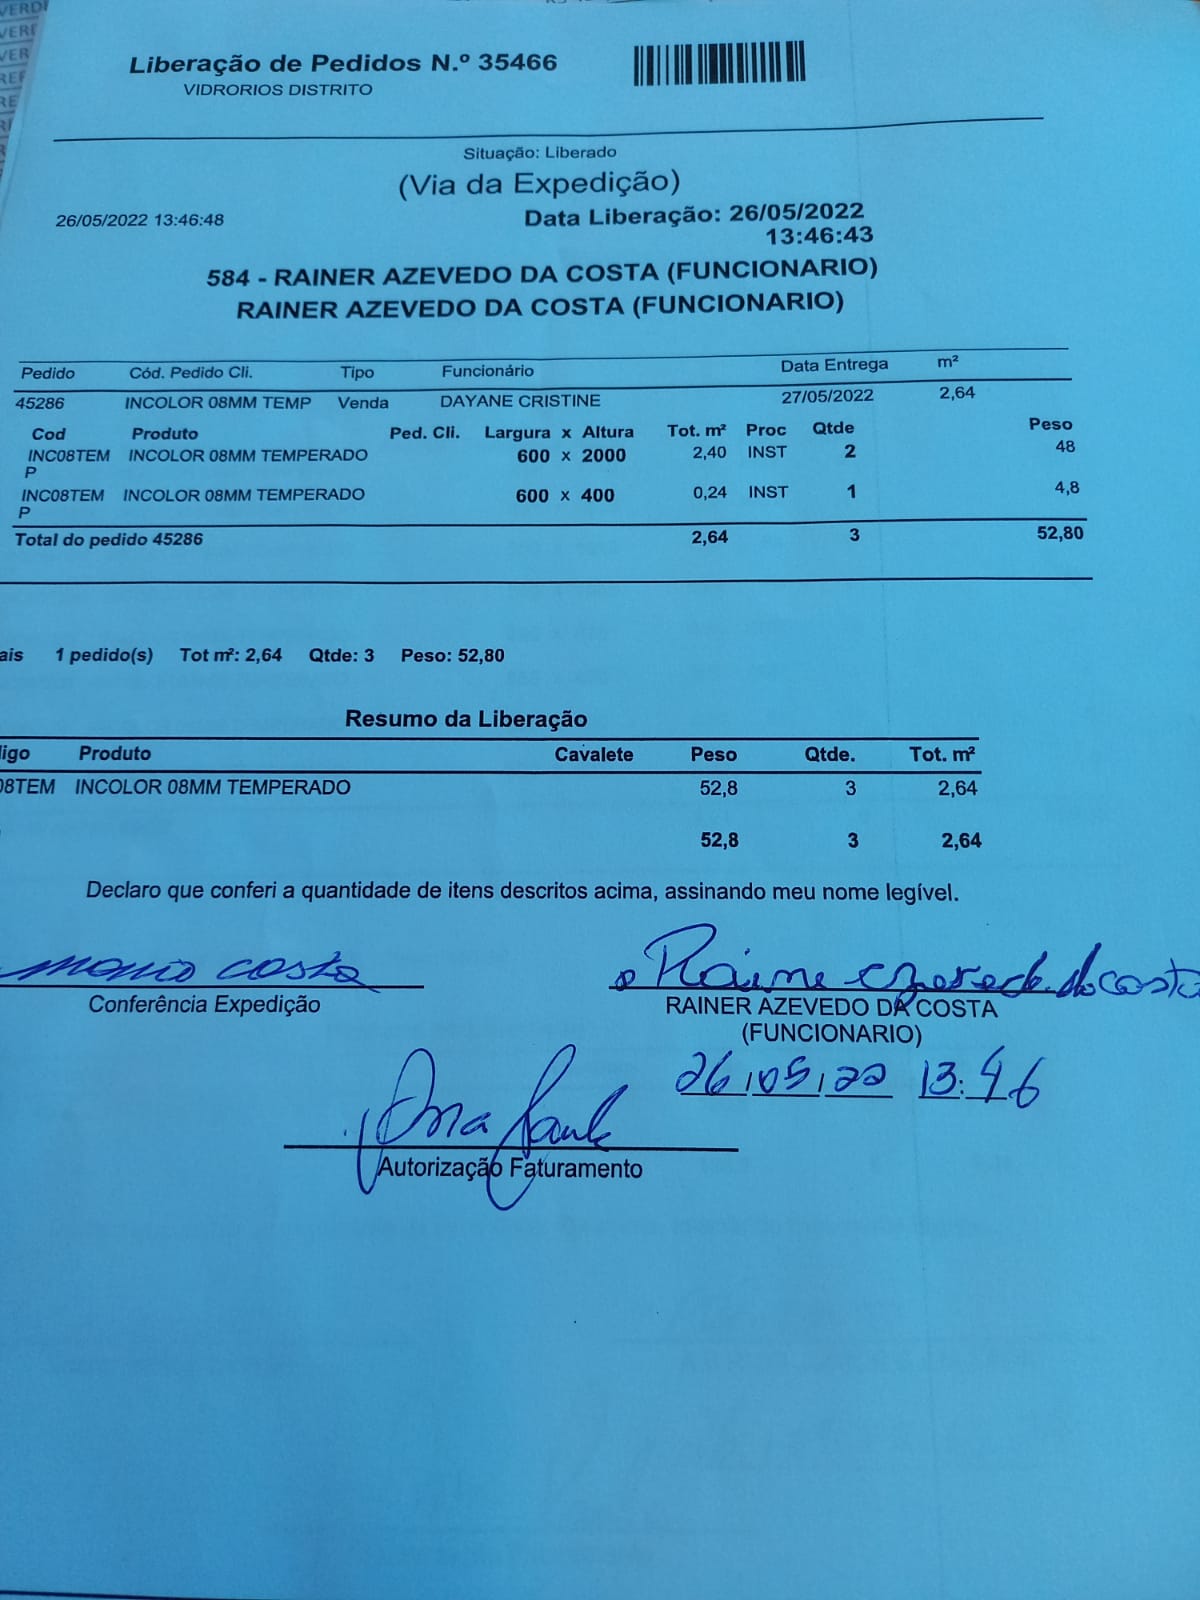 Liberação de Pedidos N.º 35466
VIDRORIOS DISTRITO
Situação: Liberado
(Via da Expedição)
26/05/2022 13:46:48 Data Liberação: 26/05/2022
13:46:43
584 - RAINER AZEVEDO DA COSTA (FUNCIONARIO)
RAINER AZEVEDO DA COSTA (FUNCIONARIO)
Pedido Cód. Pedido Cli. Tipo Funcionário Data Entrega m²
45286 INCOLOR 08MM TEMP Venda DAYANE CRISTINE 27/05/2022 2,64
Cod Produto Ped. Cli. Largura x Altura Tot. m² Proc Qtde Peso
INC08TEM INCOLOR 08MM TEMPERADO 600 x 2000 2,40 INST 2 48
P
INC08TEM INCOLOR 08MM TEMPERADO 600 x 400 0,24 INST 1 4,8
P
Total do pedido 45286 2,64 3 52,80
ais 1 pedido(s) Tot m²: 2,64 Qtde: 3 Peso: 52,80
Resumo da Liberação
igo Produto Cavalete Peso Qtde. Tot. m²
08TEM INCOLOR 08MM TEMPERADO 52,8 3 2,64
52,8 3 2,64
Declaro que conferi a quantidade de itens descritos acima, assinando meu nome legível.
costa do costa
Conferência Expedição RAINER AZEVEDO DA COSTA
(FUNCIONARIO)
26/05/22 13:46
Ana
Autorização Faturamento